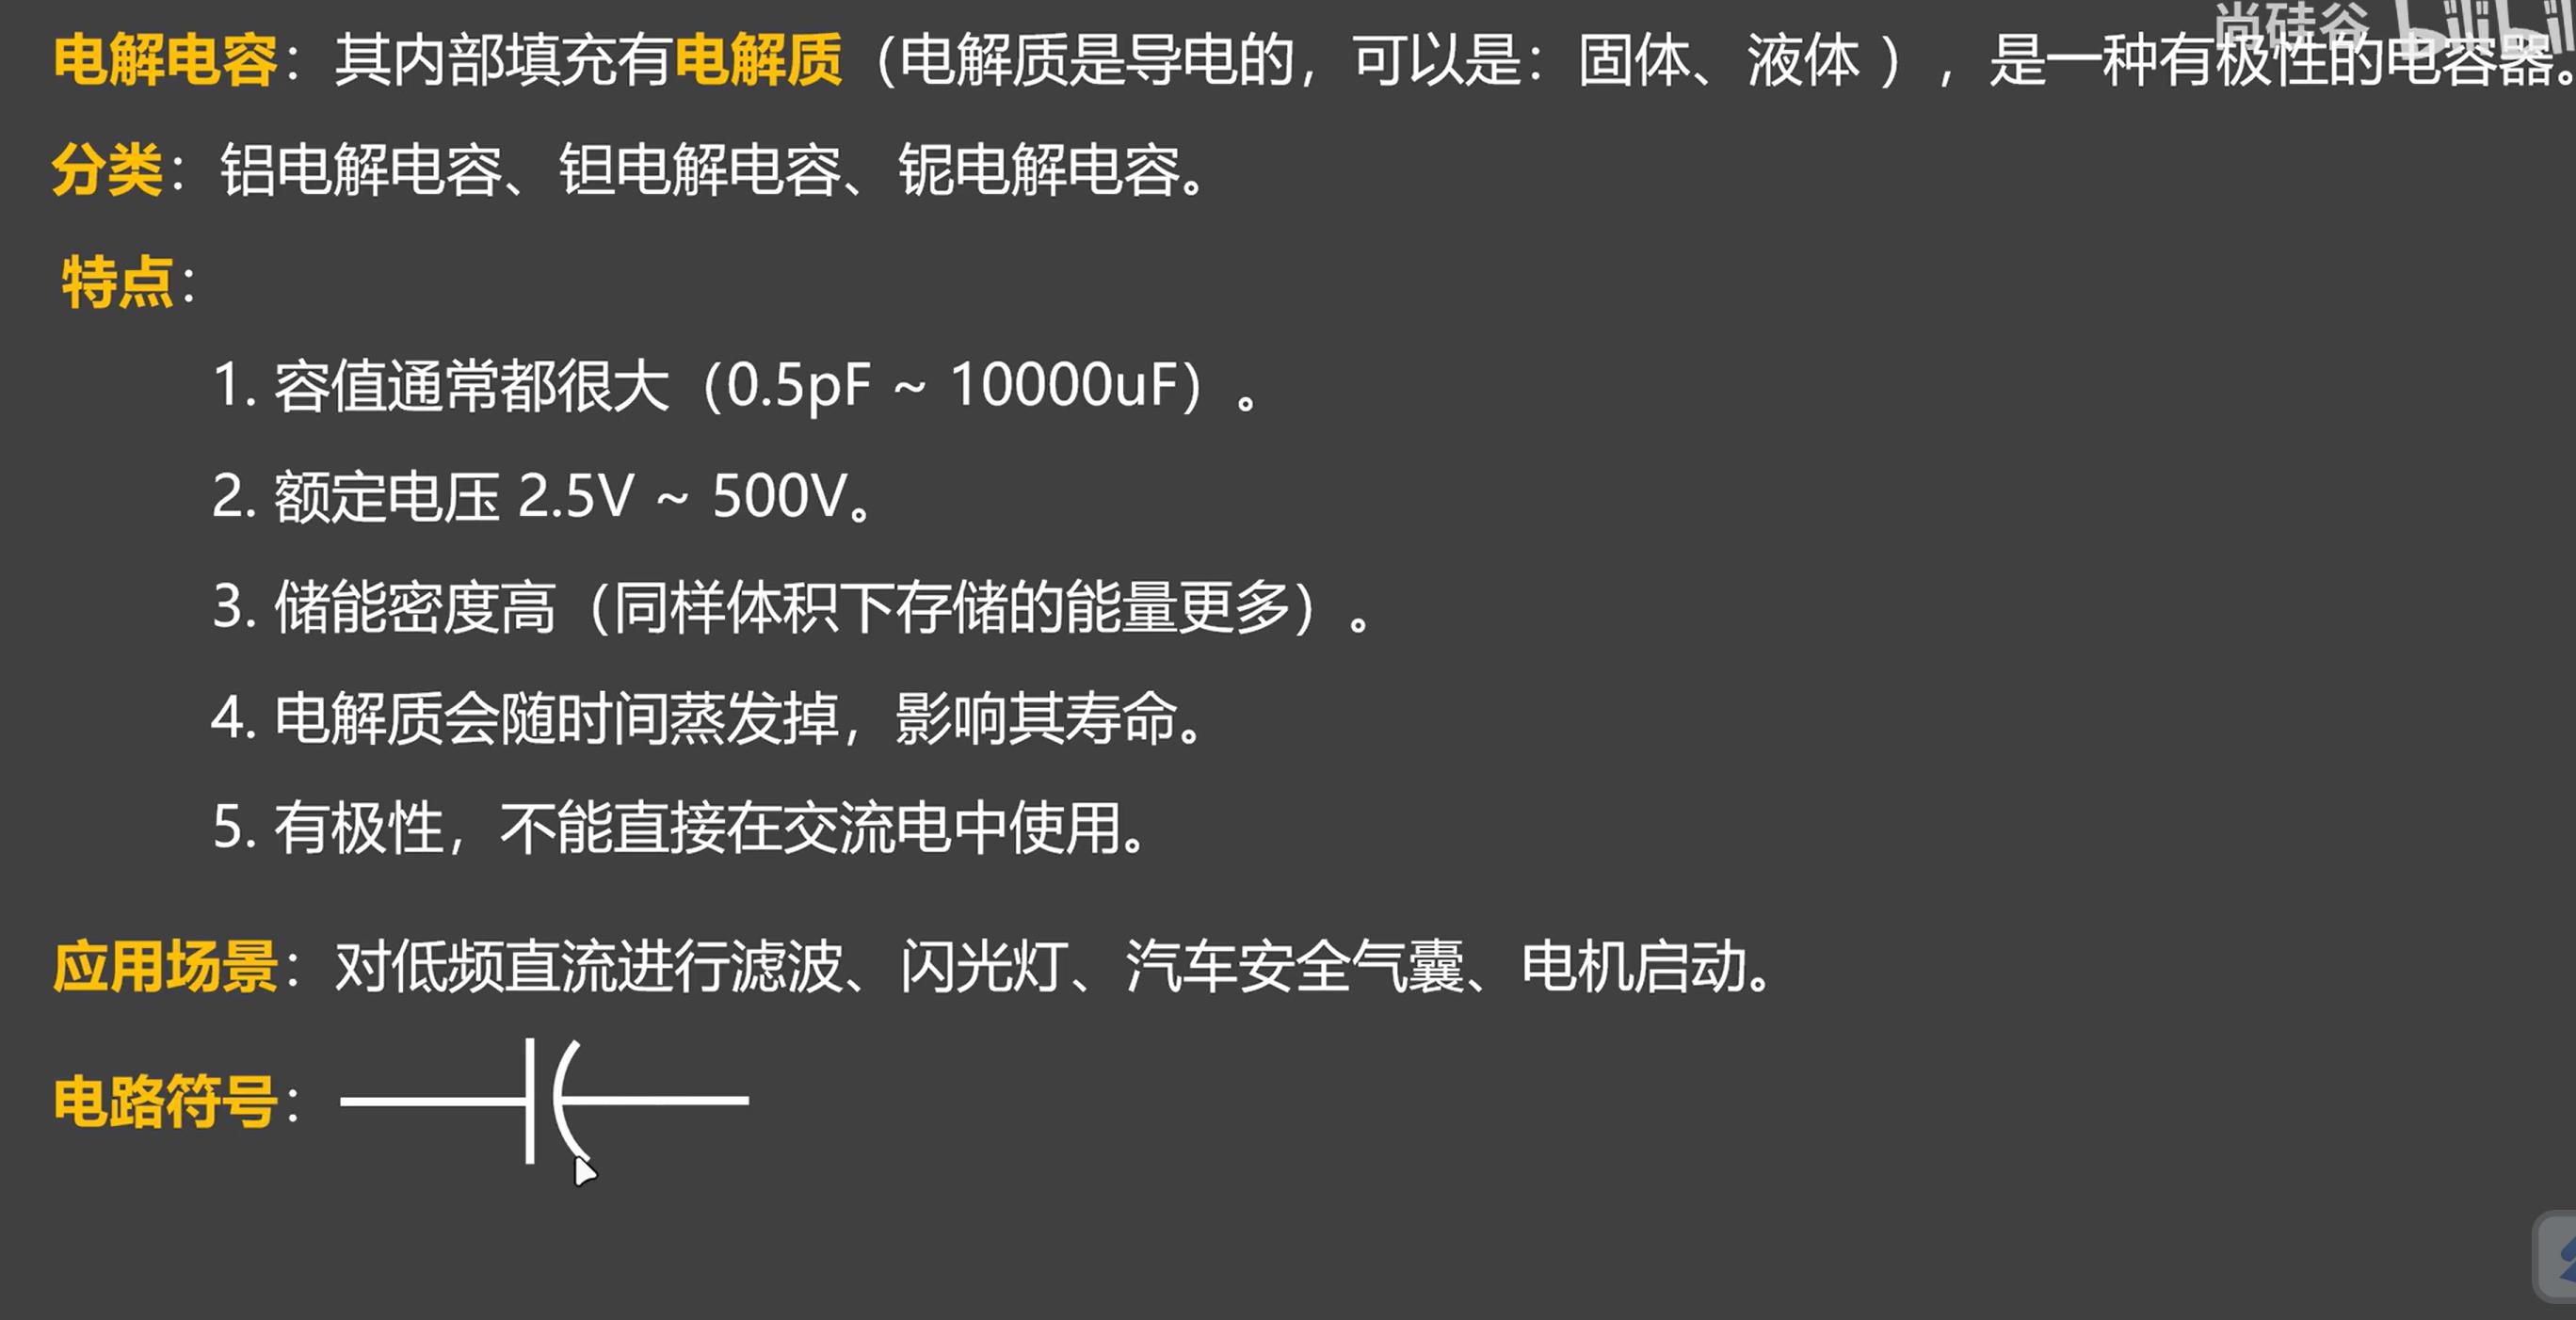 尚硅谷 bilibili
电解电容：其内部填充有电解质（电解质是导电的，可以是：固体、液体 ），是一种有极性的电容器。
分类：铝电解电容、钽电解电容、铌电解电容。
特点：
1. 容值通常都很大（0.5pF ~ 10000uF）。
2. 额定电压 2.5V ~ 500V。
3. 储能密度高（同样体积下存储的能量更多）。
4. 电解质会随时间蒸发掉，影响其寿命。
5. 有极性，不能直接在交流电中使用。
应用场景：对低频直流进行滤波、闪光灯、汽车安全气囊、电机启动。
电路符号：